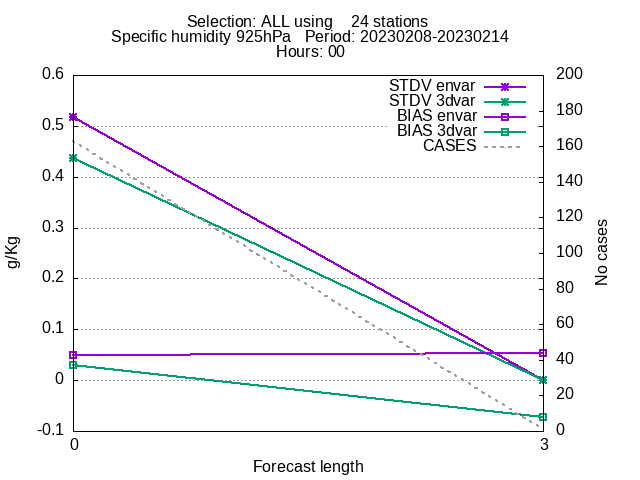 Selection: ALL using    24 stations
Specific humidity 925hPa   Period: 20230208-20230214
Hours: 00
STDV envar
STDV 3dvar
BIAS envar
BIAS 3dvar
CASES
0.6
0.5
0.4
0.3
0.2
0.1
0
-0.1
g/Kg
200
180
160
140
120
100
80
60
40
20
0
No cases
0
3
Forecast length